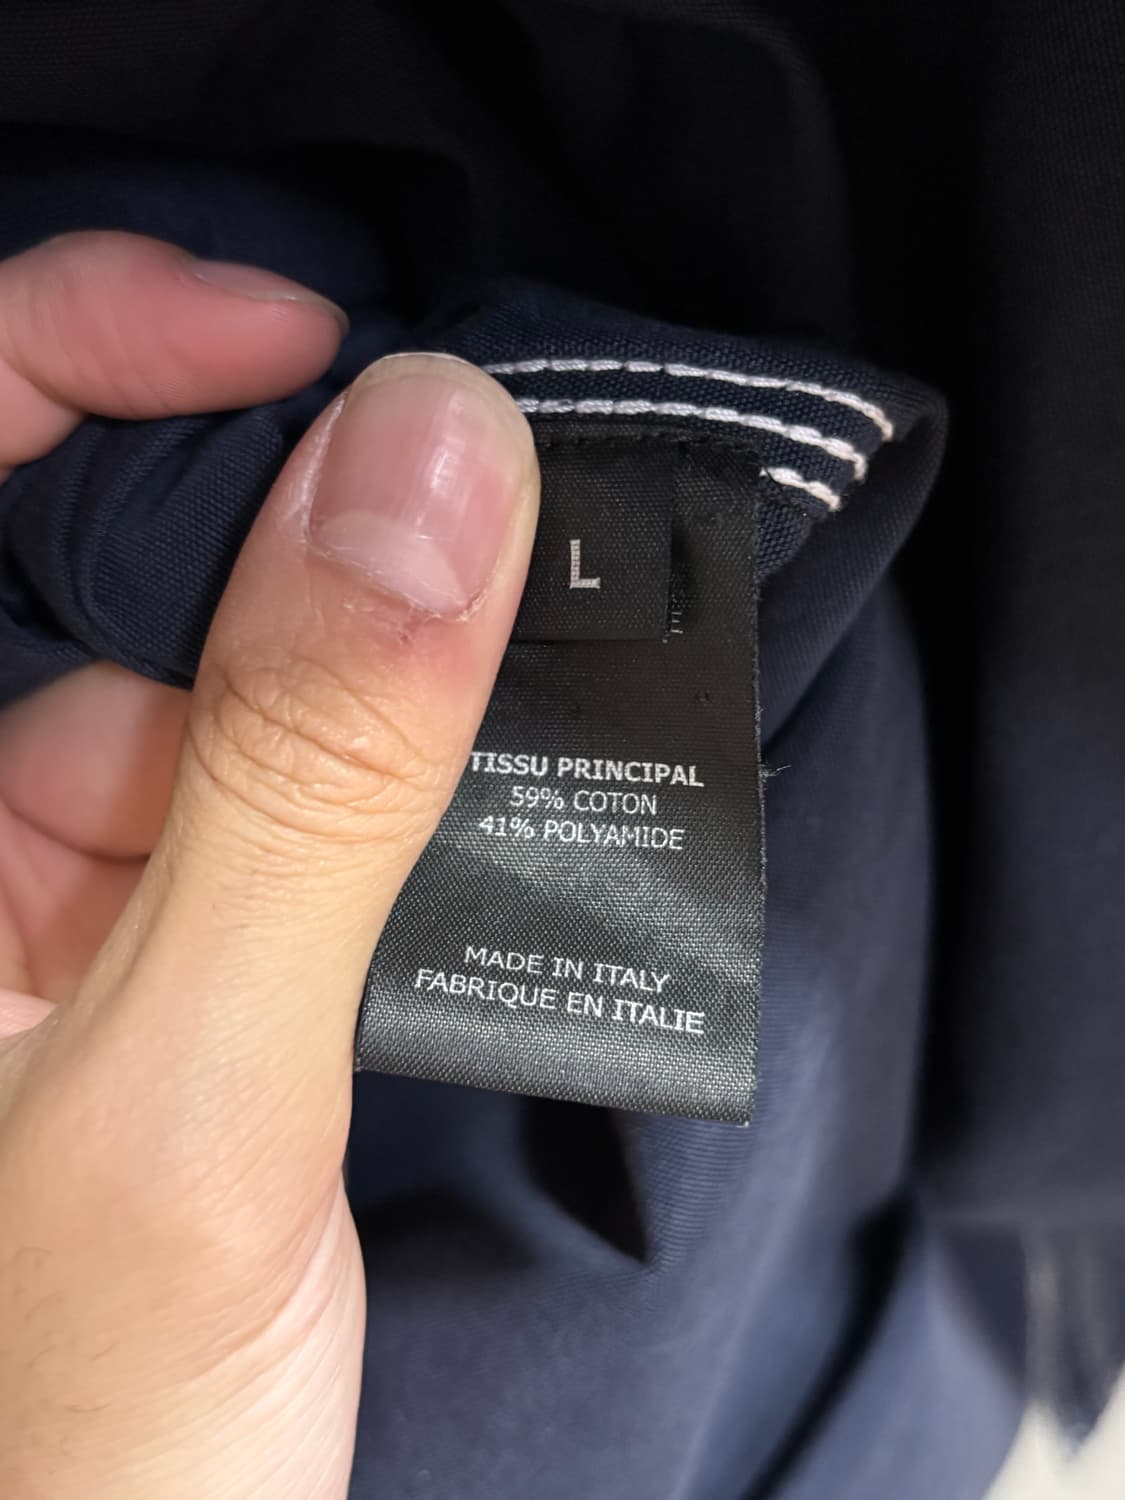 L
TISSU PRINCIPAL
59% COTON
41% POLYAMIDE
MADE IN ITALY
FABRIQUE EN ITALIE